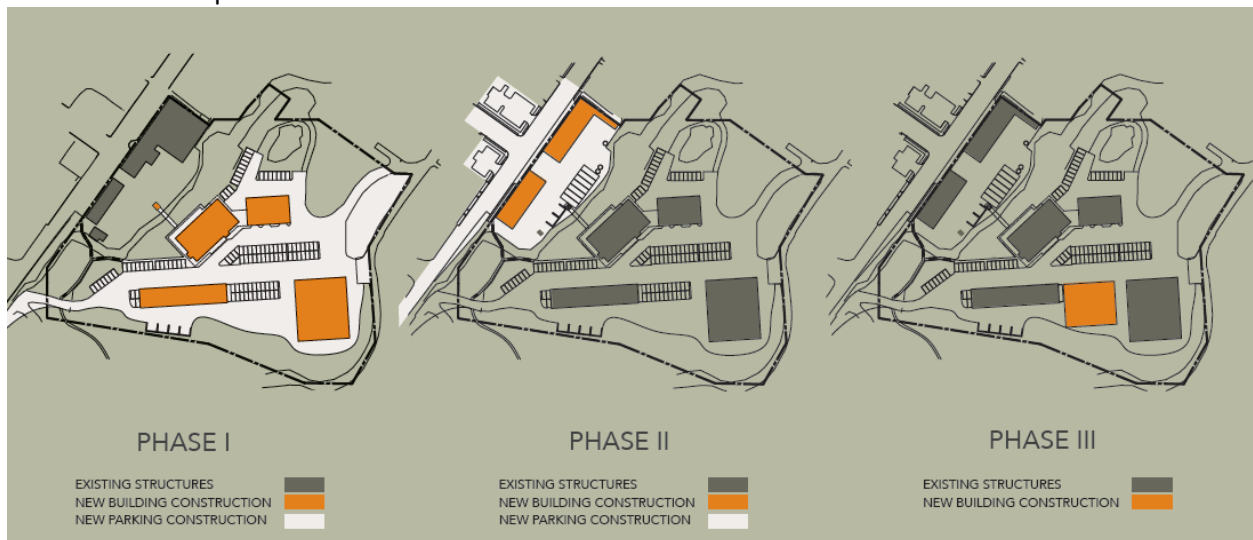 PHASE I
EXISTING STRUCTURES
NEW BUILDING CONSTRUCTION
NEW PARKING CONSTRUCTION
PHASE II
EXISTING STRUCTURES
NEW BUILDING CONSTRUCTION
NEW PARKING CONSTRUCTION
PHASE III
EXISTING STRUCTURES
NEW BUILDING CONSTRUCTION